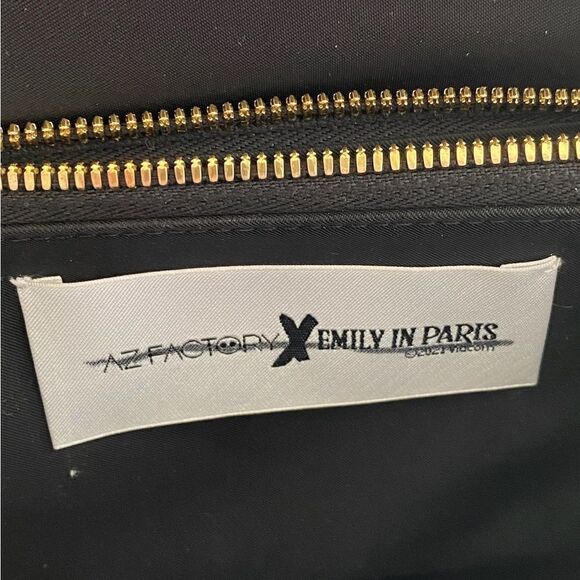 AZ FACTORY X EMILY IN PARIS
©2021 Viacom